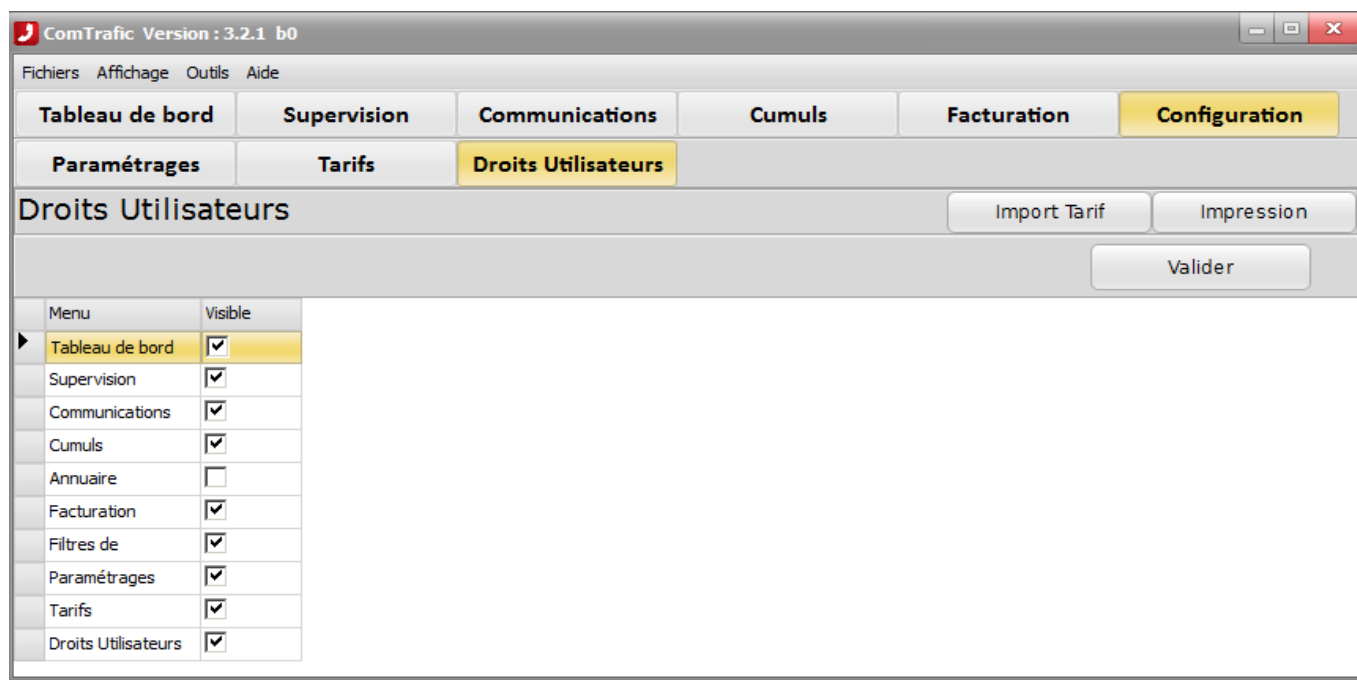 ComTrafic Version : 3.2.1 b0
Fichiers Affichage Outils Aide
Tableau de bord Supervision Communications Cumuls Facturation Configuration
Paramétrages Tarifs Droits Utilisateurs
Droits Utilisateurs Import Tarif Impression
Valider
Menu Visible
Tableau de bord
Supervision
Communications
Cumuls
Annuaire
Facturation
Filtres de
Paramétrages
Tarifs
Droits Utilisateurs